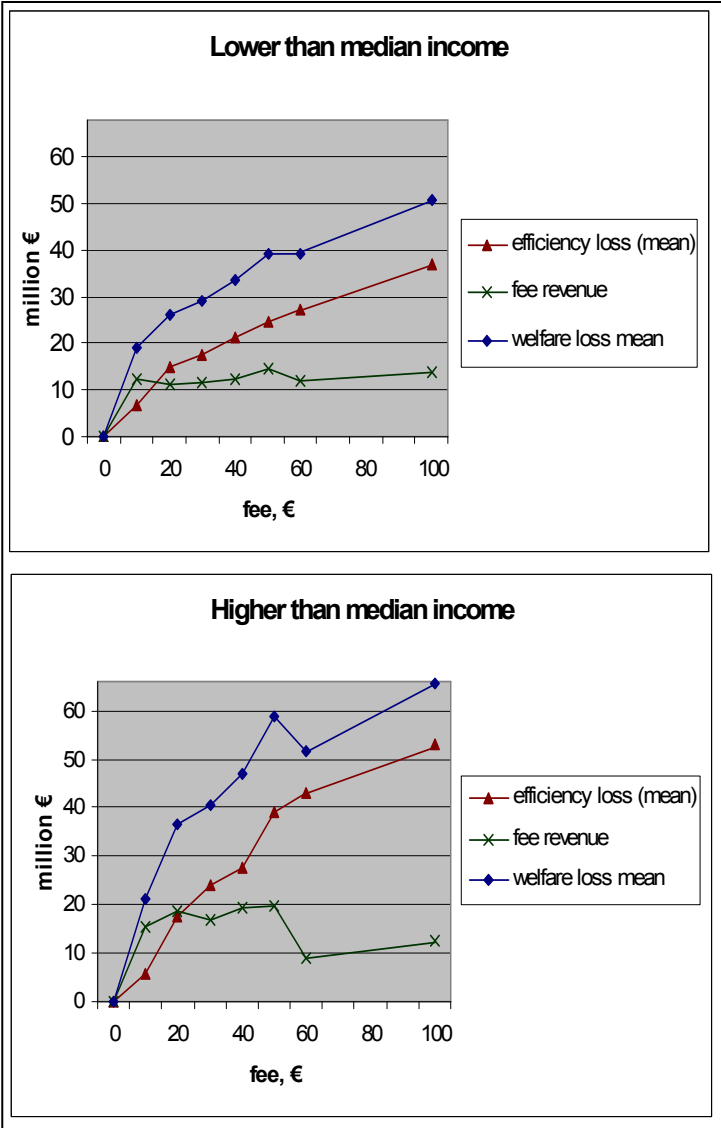 Lower than median income
60
50
40
30
20
10
0
million €
0 20 40 60 80 100
fee, €
efficiency loss (mean)
fee revenue
welfare loss mean
Higher than median income
60
50
40
30
20
10
0
million €
0 20 40 60 80 100
fee, €
efficiency loss (mean)
fee revenue
welfare loss mean